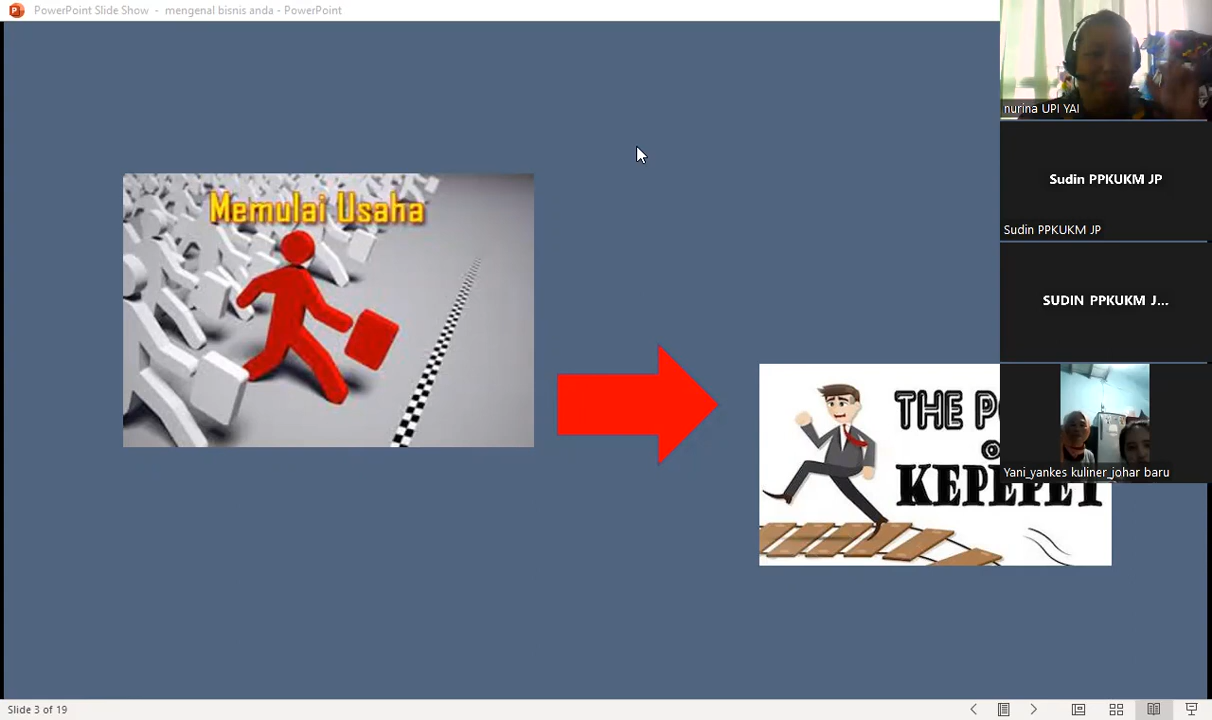 PowerPoint Slide Show - mengenal bisnis anda - PowerPoint
nurina UPI YAI
Sudin PPKUKM JP
Sudin PPKUKM JP
SUDIN PPKUKM J...
Yani_yankes kuliner_johar baru
Memulai Usaha
THE
KEPEPET
Slide 3 of 19